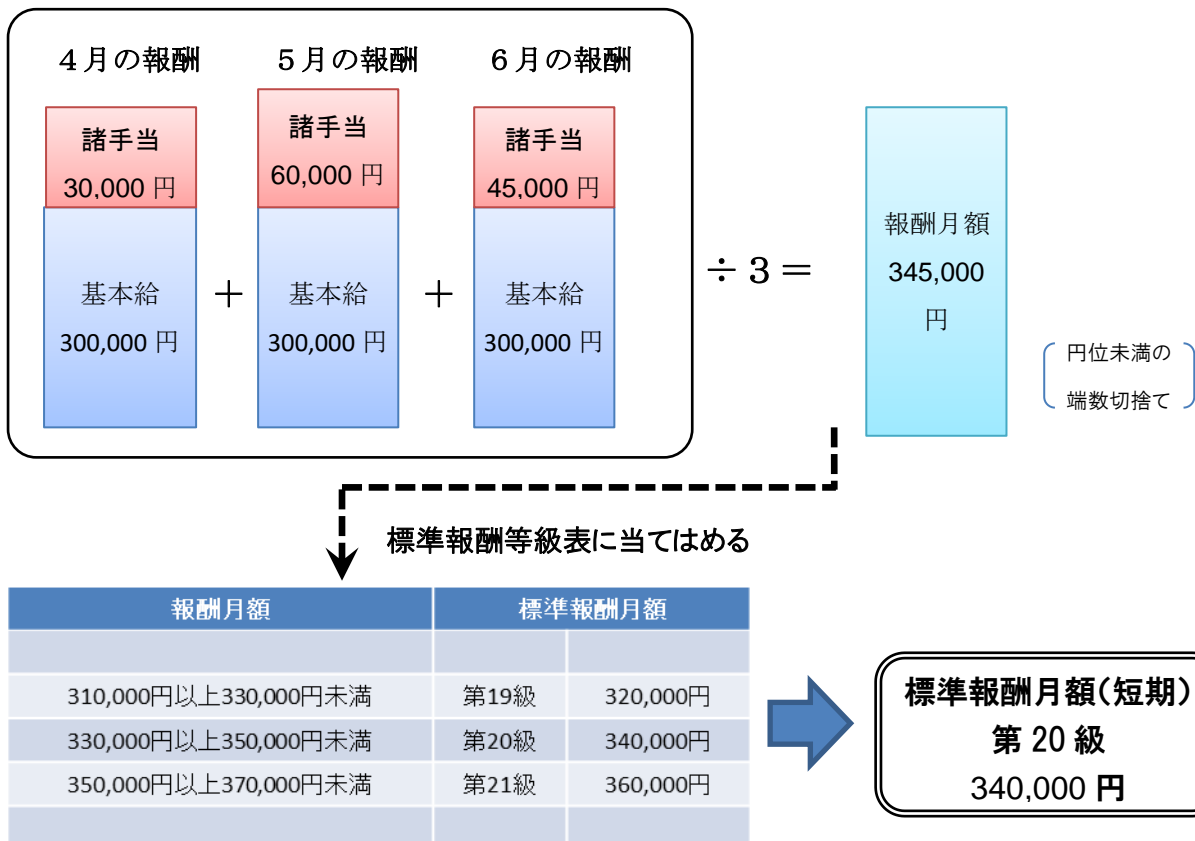 ４月の報酬
５月の報酬
６月の報酬
諸手当
30,000 円
諸手当
60,000 円
諸手当
45,000 円
基本給
300,000 円
＋
基本給
300,000 円
＋
基本給
300,000 円
÷３＝
報酬月額
345,000
円
円位未満の
端数切捨て
標準報酬等級表に当てはめる
報酬月額 標準報酬月額
310,000円以上330,000円未満 第19級 320,000円
330,000円以上350,000円未満 第20級 340,000円
350,000円以上370,000円未満 第21級 360,000円
標準報酬月額（短期）
第 20 級
340,000 円